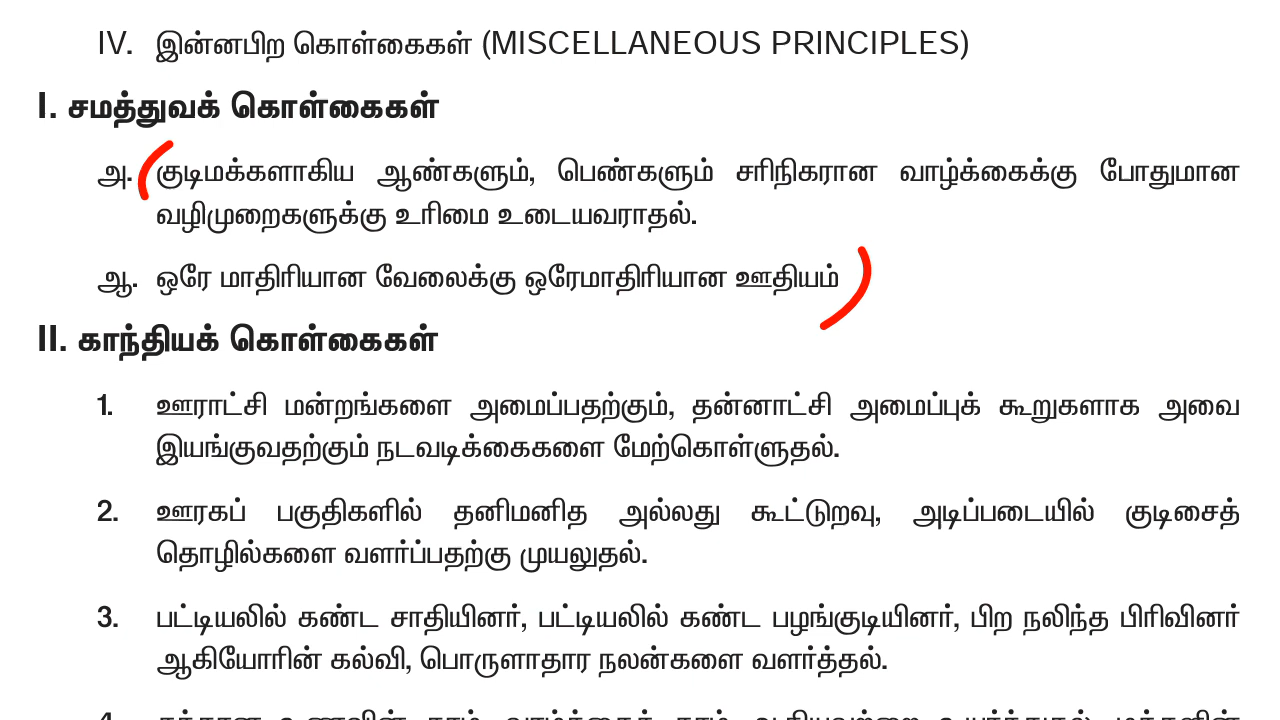 IV. இன்னபிற கொள்கைகள் (MISCELLANEOUS PRINCIPLES)
I. சமத்துவக் கொள்கைகள்
அ. குடிமக்களாகிய ஆண்களும், பெண்களும் சரிநிகரான வாழ்க்கைக்கு போதுமான
வழிமுறைகளுக்கு உரிமை உடையவராதல்.
ஆ. ஒரே மாதிரியான வேலைக்கு ஒரேமாதிரியான ஊதியம்
II. காந்தியக் கொள்கைகள்
1. ஊராட்சி மன்றங்களை அமைப்பதற்கும், தன்னாட்சி அமைப்புக் கூறுகளாக அவை
இயங்குவதற்கும் நடவடிக்கைகளை மேற்கொள்ளுதல்.
2. ஊரகப் பகுதிகளில் தனிமனித அல்லது கூட்டுறவு, அடிப்படையில் குடிசைத்
தொழில்களை வளர்ப்பதற்கு முயலுதல்.
3. பட்டியலில் கண்ட சாதியினர், பட்டியலில் கண்ட பழங்குடியினர், பிற நலிந்த பிரிவினர்
ஆகியோரின் கல்வி, பொருளாதார நலன்களை வளர்த்தல்.